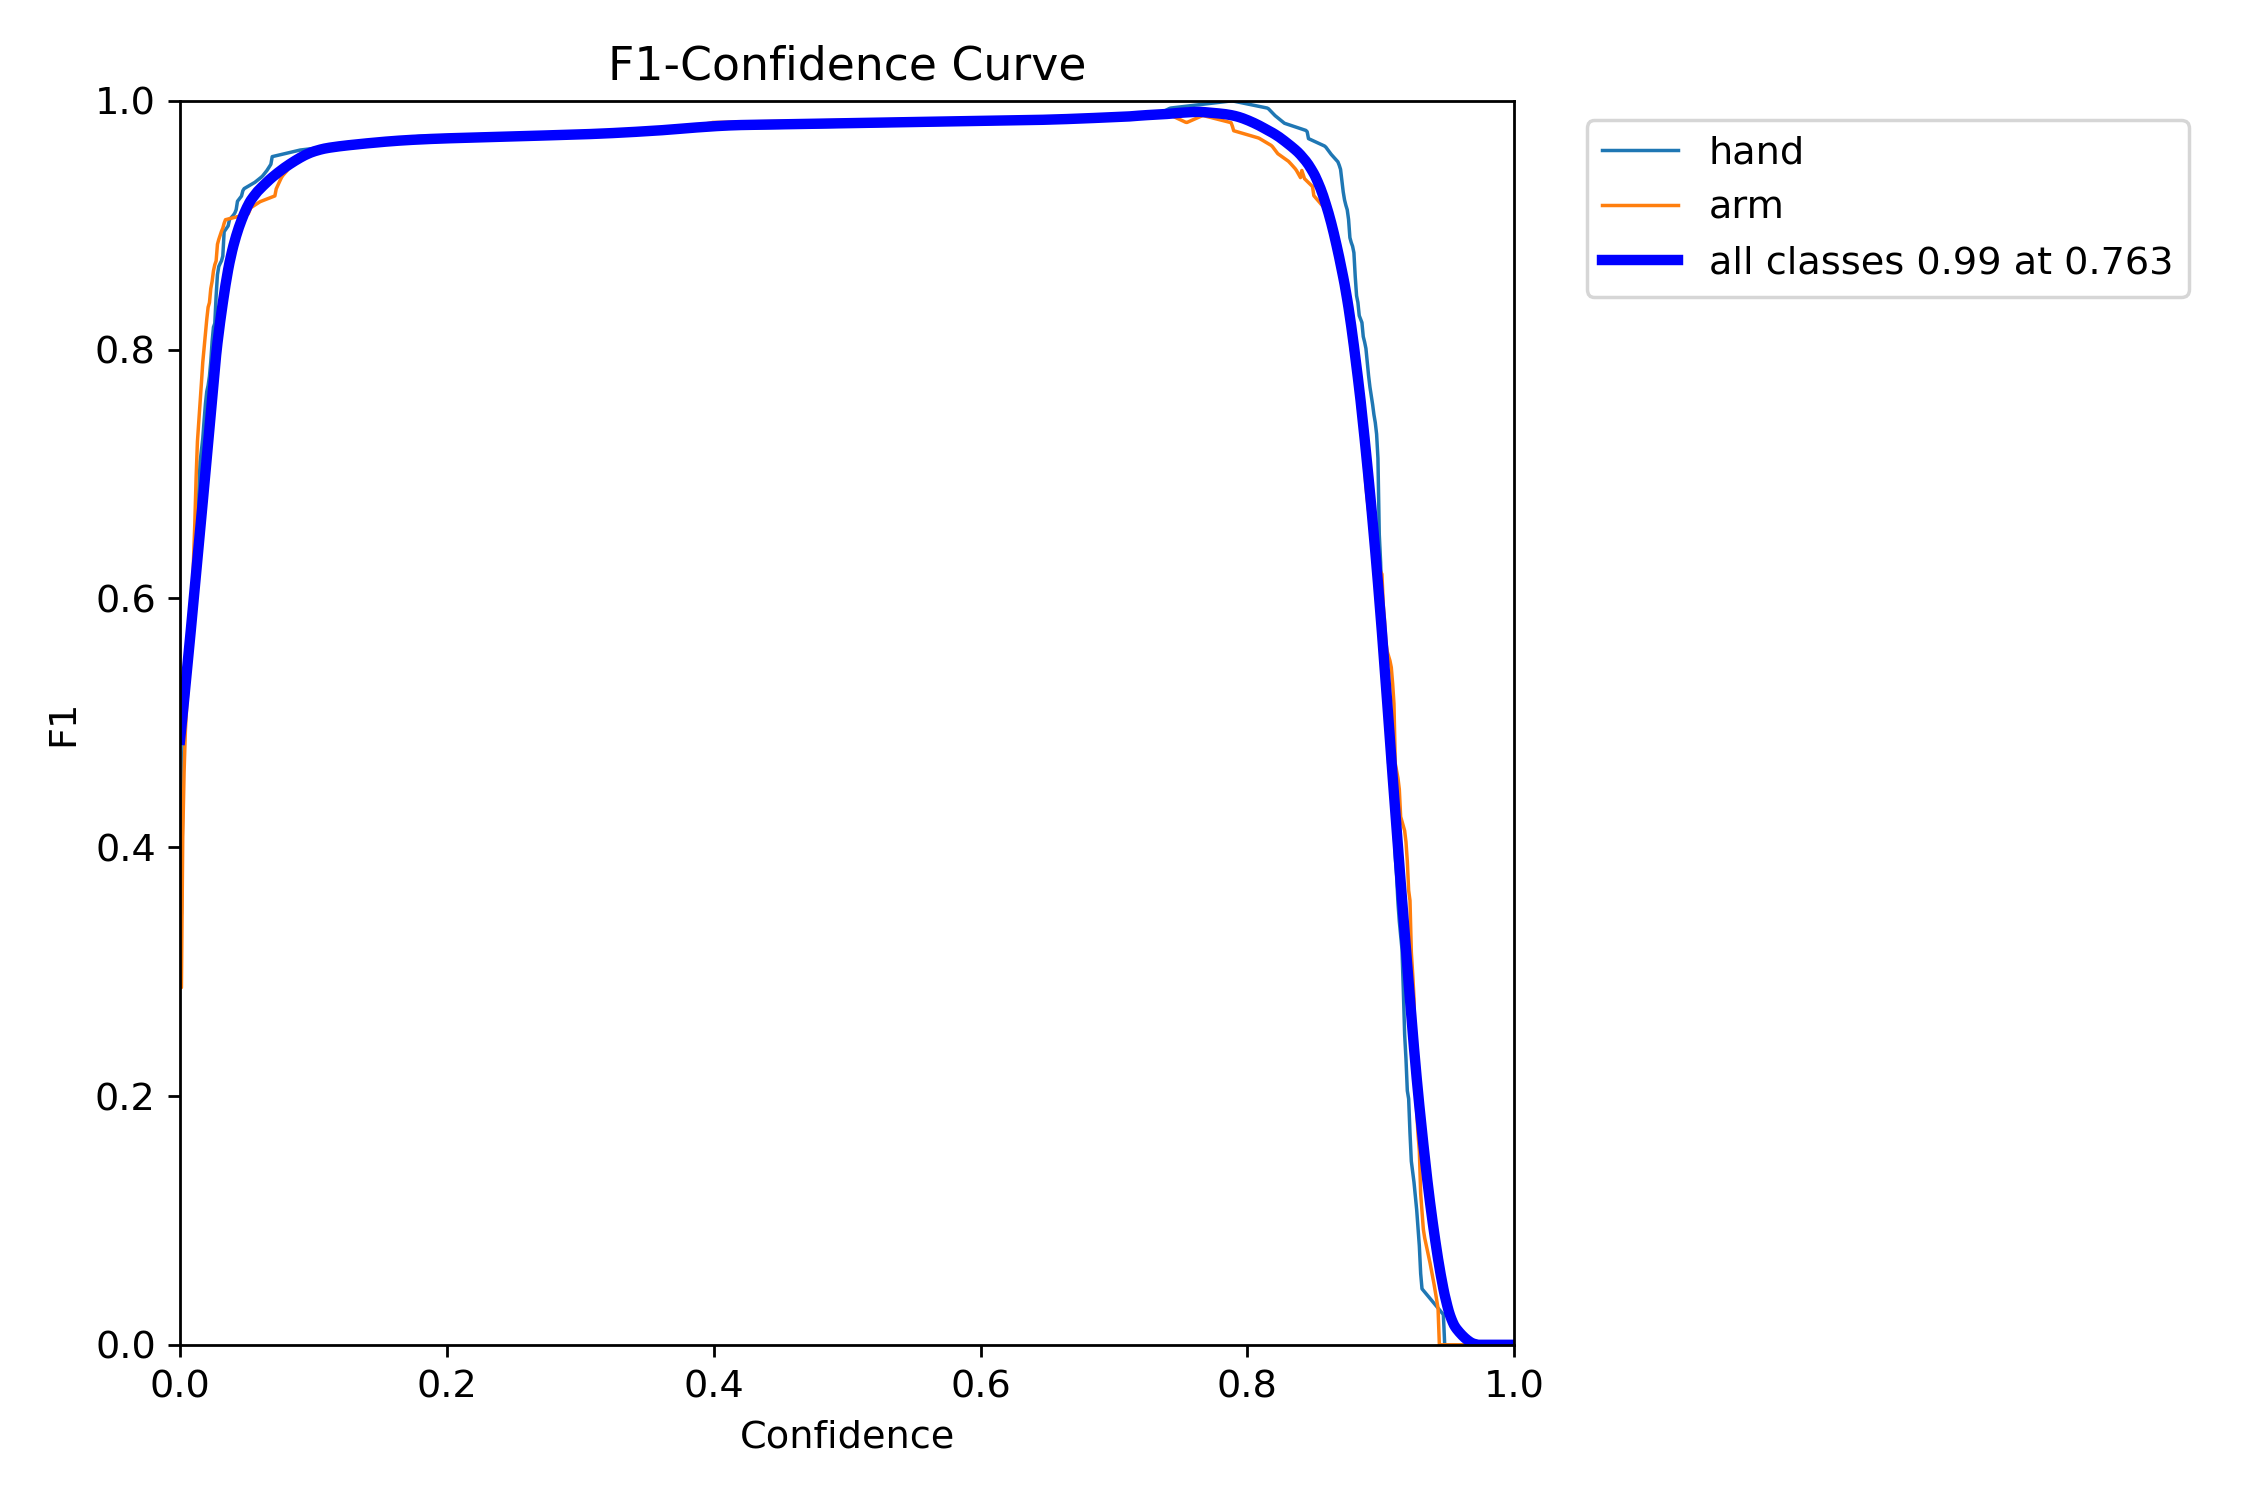 F1-Confidence Curve
1.0
0.8
0.6
0.4
0.2
0.0
F1
0.0 0.2 0.4 0.6 0.8 1.0
Confidence
hand
arm
all classes 0.99 at 0.763